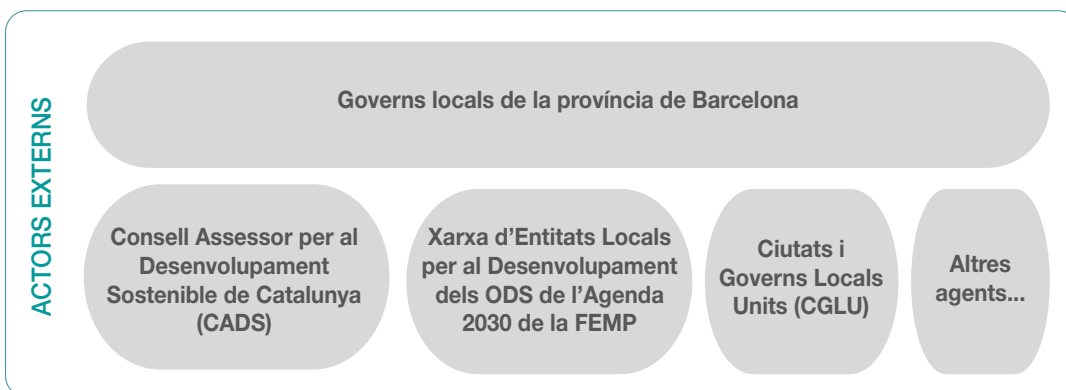 ACTORS EXTERNS
Governs locals de la província de Barcelona
Consell Assessor per al
Desenvolupament
Sostenible de Catalunya
(CADS)
Xarxa d’Entitats Locals
per al Desenvolupament
dels ODS de l’Agenda
2030 de la FEMP
Ciutats i
Governs Locals
Units (CGLU)
Altres
agents...